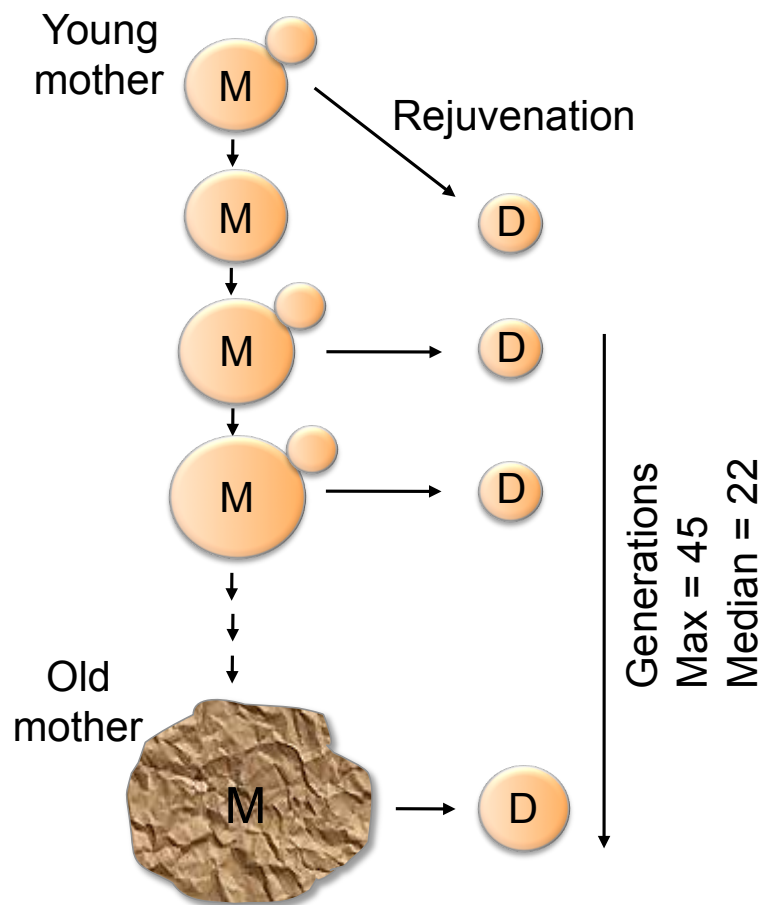 Young
mother
M
Rejuvenation
M
D
M
D
M
D
Generations
Max = 45
Median = 22
Old
mother
M
D